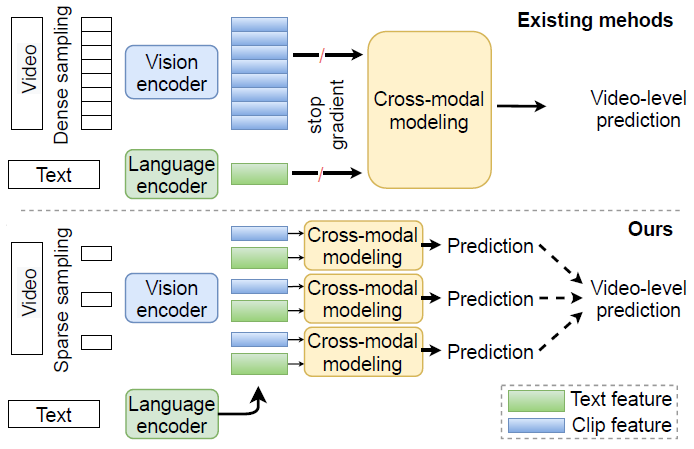 Existing mehods
Video
Dense sampling
Vision
encoder
stop
gradient
Cross-modal
modeling
Video-level
prediction
Text
Language
encoder
Ours
Video
Sparse sampling
Vision
encoder
Cross-modal
modeling
Prediction
Cross-modal
modeling
Prediction
Cross-modal
modeling
Prediction
Video-level
prediction
Text
Language
encoder
Text feature
Clip feature